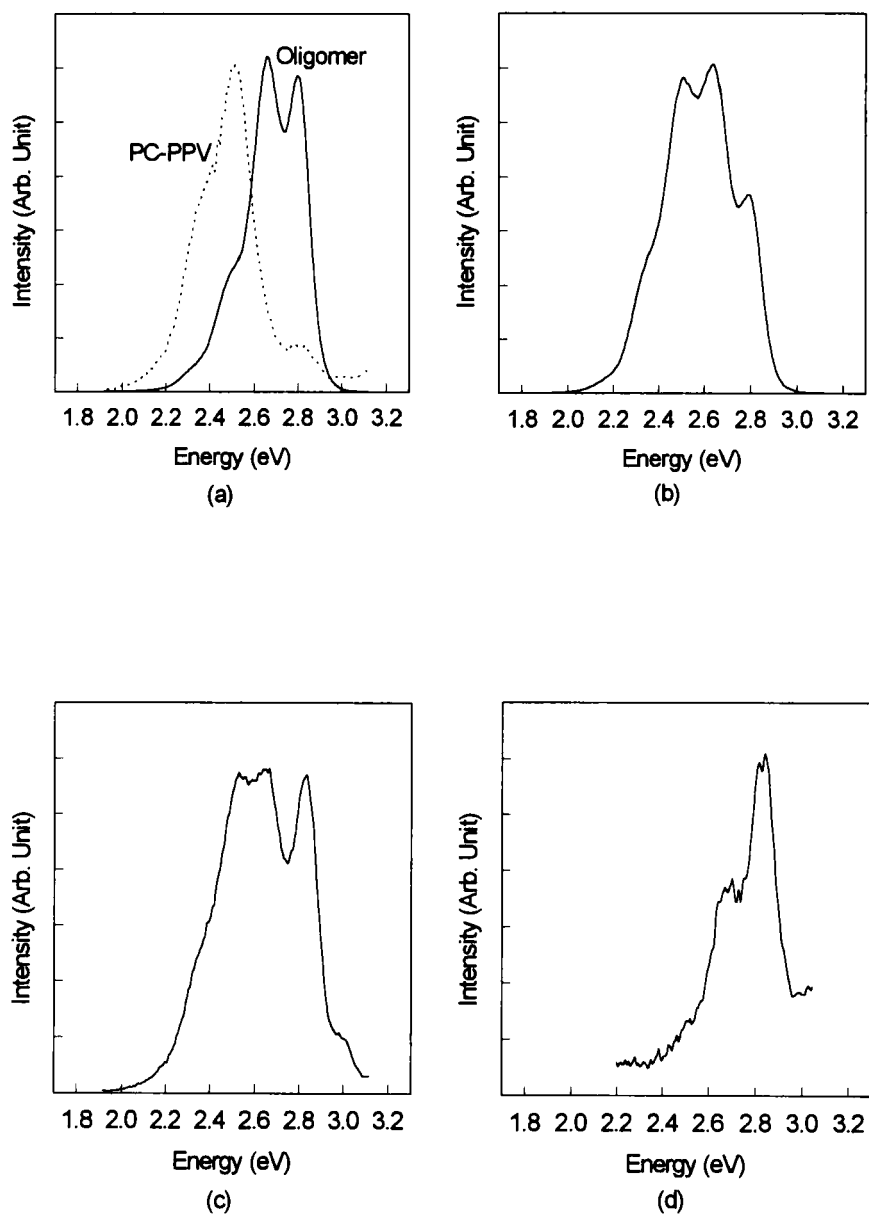 Oligomer
PC-PPV
Intensity (Arb. Unit)
1.8 2.0 2.2 2.4 2.6 2.8 3.0 3.2
Energy (eV)
(a)
Intensity (Arb. Unit)
1.8 2.0 2.2 2.4 2.6 2.8 3.0 3.2
Energy (eV)
(b)
Intensity (Arb. Unit)
1.8 2.0 2.2 2.4 2.6 2.8 3.0 3.2
Energy (eV)
(c)
Intensity (Arb. Unit)
1.8 2.0 2.2 2.4 2.6 2.8 3.0 3.2
Energy (eV)
(d)